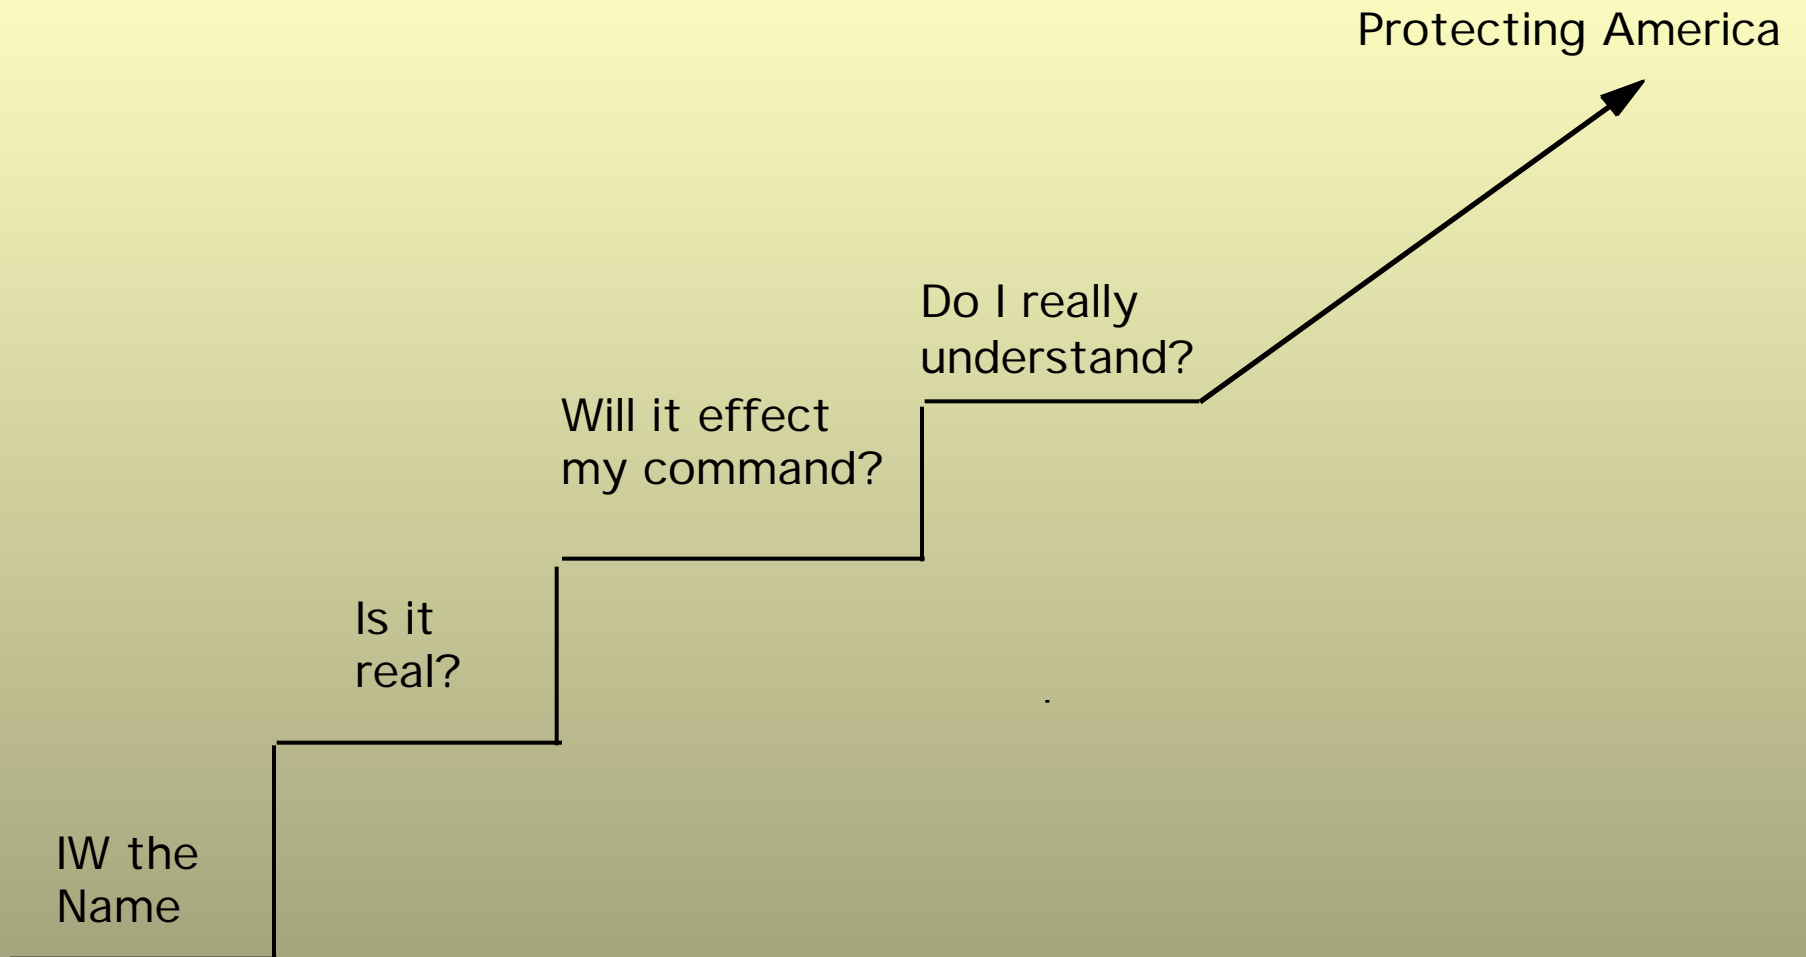 Protecting America
Do I really
understand?
Will it effect
my command?
Is it
real?
IW the
Name